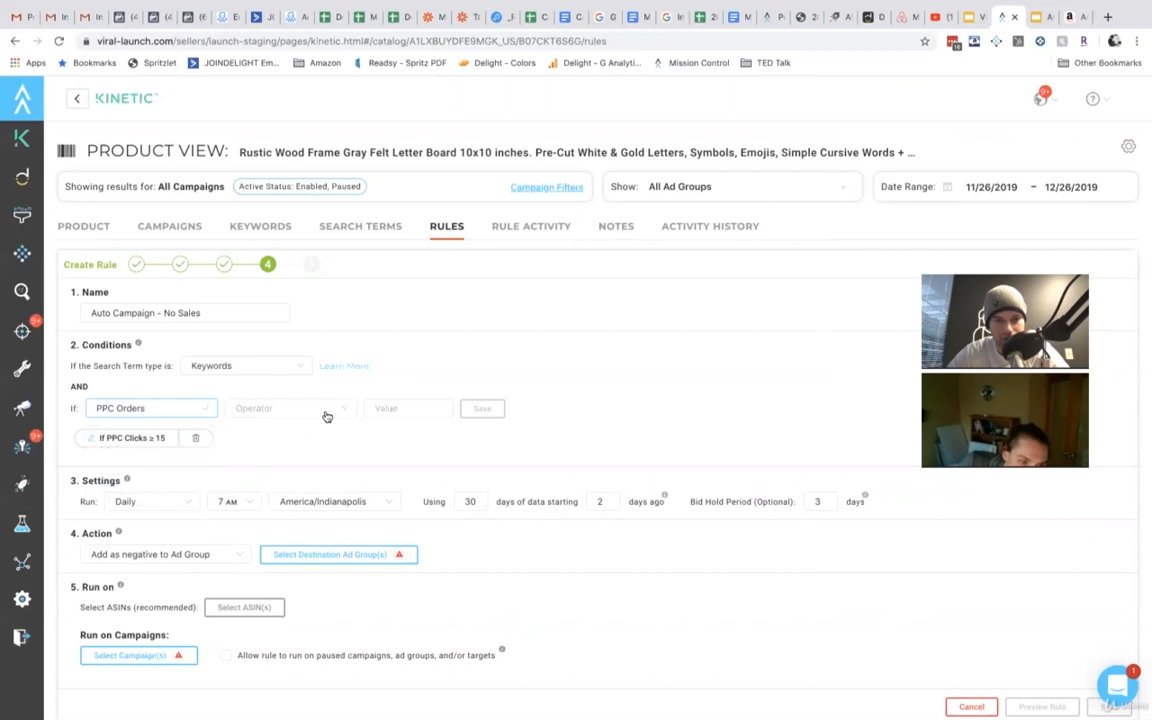 viral-launch.com/sellers/launch-staging/pages/kinetic.html#/catalog/A1LXBUYDFE9MGK_US/B07CKT6S6G/rules
Apps Bookmarks Spritzlet JOINDELIGHT Em... Amazon Readsy - Spritz PDF Delight - Colors Delight - G Analyti... Mission Control TED Talk Other Bookmarks
KINETIC
9+
PRODUCT VIEW: Rustic Wood Frame Gray Felt Letter Board 10x10 inches. Pre-Cut White & Gold Letters, Symbols, Emojis, Simple Cursive Words + ...
Showing results for: All Campaigns Active Status: Enabled, Paused Campaign Filters Show: All Ad Groups Date Range: 11/26/2019 – 12/26/2019
PRODUCT CAMPAIGNS KEYWORDS SEARCH TERMS RULES RULE ACTIVITY NOTES ACTIVITY HISTORY
Create Rule 4 5
1. Name
Auto Campaign - No Sales
2. Conditions
If the Search Term type is: Keywords Learn More.
AND
If: PPC Orders Operator Value Save
If PPC Clicks ≥ 15
3. Settings
Run: Daily 7 AM America/Indianapolis Using 30 days of data starting 2 days ago Bid Hold Period (Optional): 3 days
4. Action
Add as negative to Ad Group Select Destination Ad Group(s)
5. Run on
Select ASINs (recommended): Select ASIN(s)
Run on Campaigns:
Select Campaign(s) Allow rule to run on paused campaigns, ad groups, and/or targets
Cancel Preview Rule
1
9+
9+